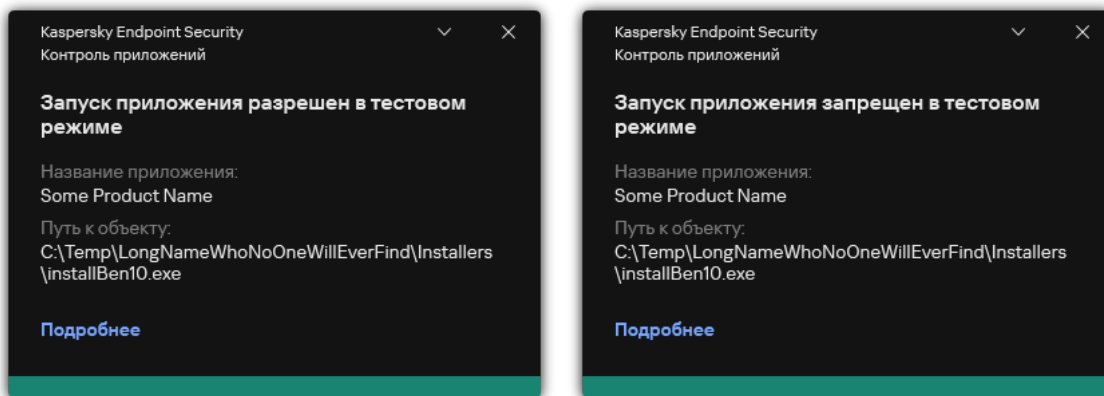 Kaspersky Endpoint Security
Контроль приложений
Запуск приложения разрешен в тестовом
режиме
Название приложения:
Some Product Name
Путь к объекту:
C:\Temp\LongNameWhoNoOneWillEverFind\Installers
\installBen10.exe
Подробнее
Kaspersky Endpoint Security
Контроль приложений
Запуск приложения запрещен в тестовом
режиме
Название приложения:
Some Product Name
Путь к объекту:
C:\Temp\LongNameWhoNoOneWillEverFind\Installers
\installBen10.exe
Подробнее